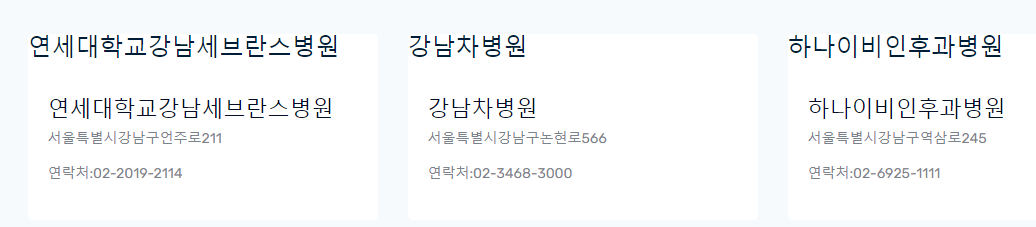 연세대학교강남세브란스병원
연세대학교강남세브란스병원
서울특별시강남구언주로211
연락처:02-2019-2114
강남차병원
강남차병원
서울특별시강남구논현로566
연락처:02-3468-3000
하나이비인후과병원
하나이비인후과병원
서울특별시강남구역삼로245
연락처:02-6925-1111